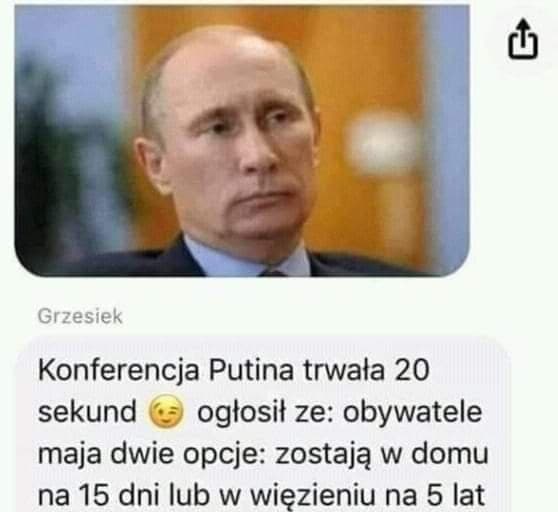 Grzesiek
Konferencja Putina trwała 20
sekund 😉 ogłosił ze: obywatele
maja dwie opcje: zostają w domu
na 15 dni lub w więzieniu na 5 lat